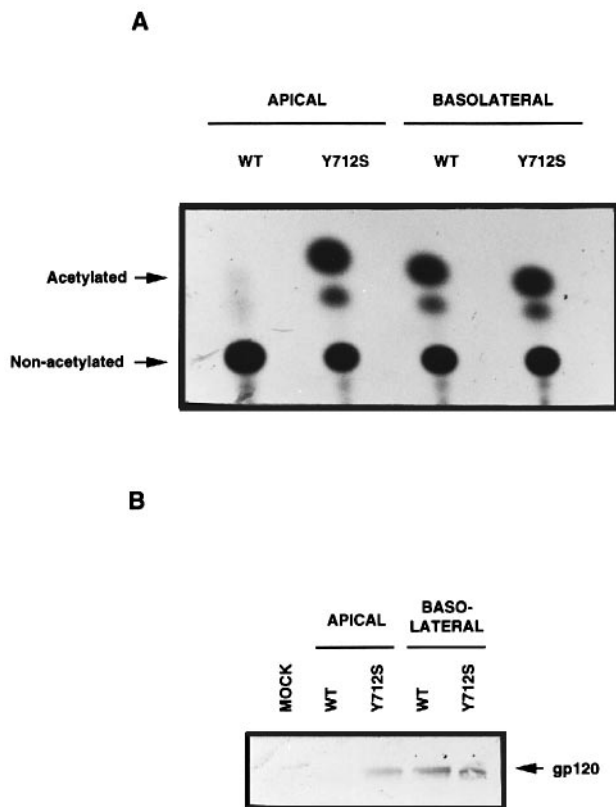 A
APICAL BASOLATERAL
WT Y712S WT Y712S
Acetylated
Non-acetylated
B
APICAL BASO-
LATERAL
MOCK WT Y712S WT Y712S
gp120